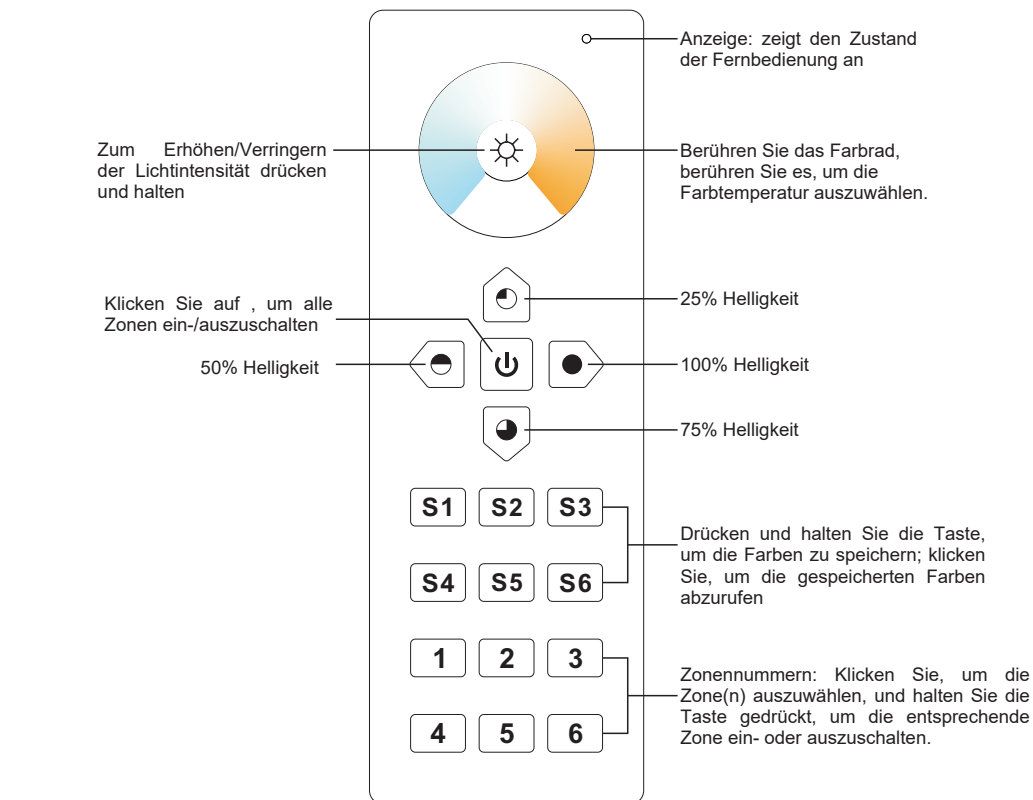 Anzeige: zeigt den Zustand
der Fernbedienung an
Zum Erhöhen/Verringern
der Lichtintensität drücken
und halten
Berühren Sie das Farbrad,
berühren Sie es, um die
Farbtemperatur auszuwählen.
25% Helligkeit
Klicken Sie auf , um alle
Zonen ein-/auszuschalten
50% Helligkeit
100% Helligkeit
75% Helligkeit
S1 S2 S3
S4 S5 S6
Drücken und halten Sie die Taste,
um die Farben zu speichern; klicken
Sie, um die gespeicherten Farben
abzurufen
1 2 3
4 5 6
Zonennummern: Klicken Sie, um die
Zone(n) auszuwählen, und halten Sie die
Taste gedrückt, um die entsprechende
Zone ein- oder auszuschalten.